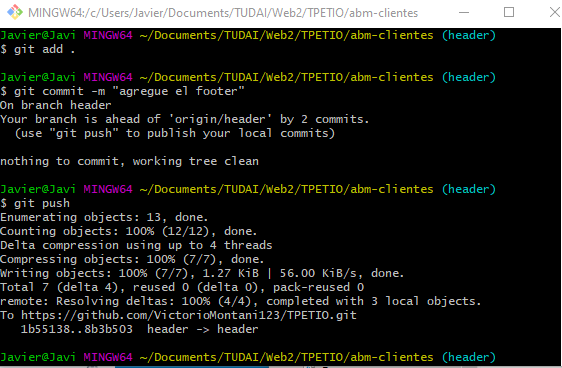 MINGW64:/c/Users/Javier/Documents/TUDAI/Web2/TPETIO/abm-clientes
Javier@Javi MINGW64 ~/Documents/TUDAI/Web2/TPETIO/abm-clientes (header)
$ git add .
Javier@Javi MINGW64 ~/Documents/TUDAI/Web2/TPETIO/abm-clientes (header)
$ git commit -m "agregue el footer"
On branch header
Your branch is ahead of 'origin/header' by 2 commits.
(use "git push" to publish your local commits)
nothing to commit, working tree clean
Javier@Javi MINGW64 ~/Documents/TUDAI/Web2/TPETIO/abm-clientes (header)
$ git push
Enumerating objects: 13, done.
Counting objects: 100% (12/12), done.
Delta compression using up to 4 threads
Compressing objects: 100% (7/7), done.
Writing objects: 100% (7/7), 1.27 KiB | 56.00 KiB/s, done.
Total 7 (delta 4), reused 0 (delta 0), pack-reused 0
remote: Resolving deltas: 100% (4/4), completed with 3 local objects.
To https://github.com/VictorioMontani123/TPETIO.git
1b55138..8b3b503  header -> header
Javier@Javi MINGW64 ~/Documents/TUDAI/Web2/TPETIO/abm-clientes (header)